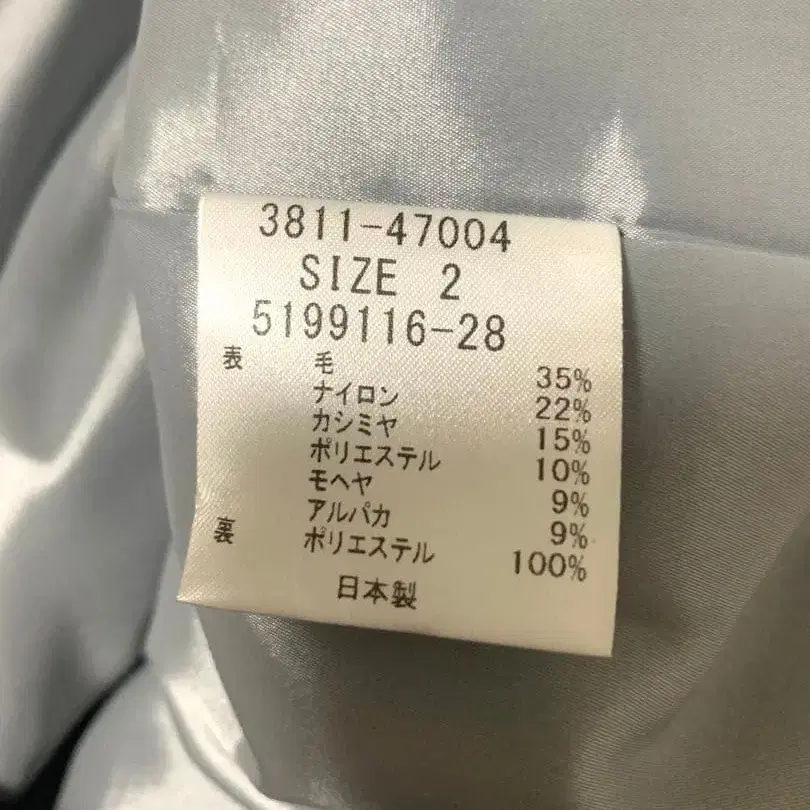 3811-47004
SIZE 2
5199116-28
表 毛 35%
ナイロン 22%
カシミヤ 15%
ポリエステル 10%
モヘヤ 9%
アルパカ 9%
裏 ポリエステル 100%
日本製